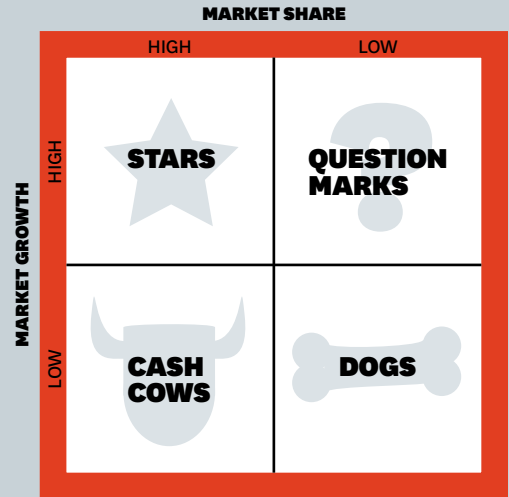 MARKET SHARE
HIGH
LOW
MARKET GROWTH
HIGH
STARS
QUESTION
MARKS
LOW
CASH
COWS
DOGS